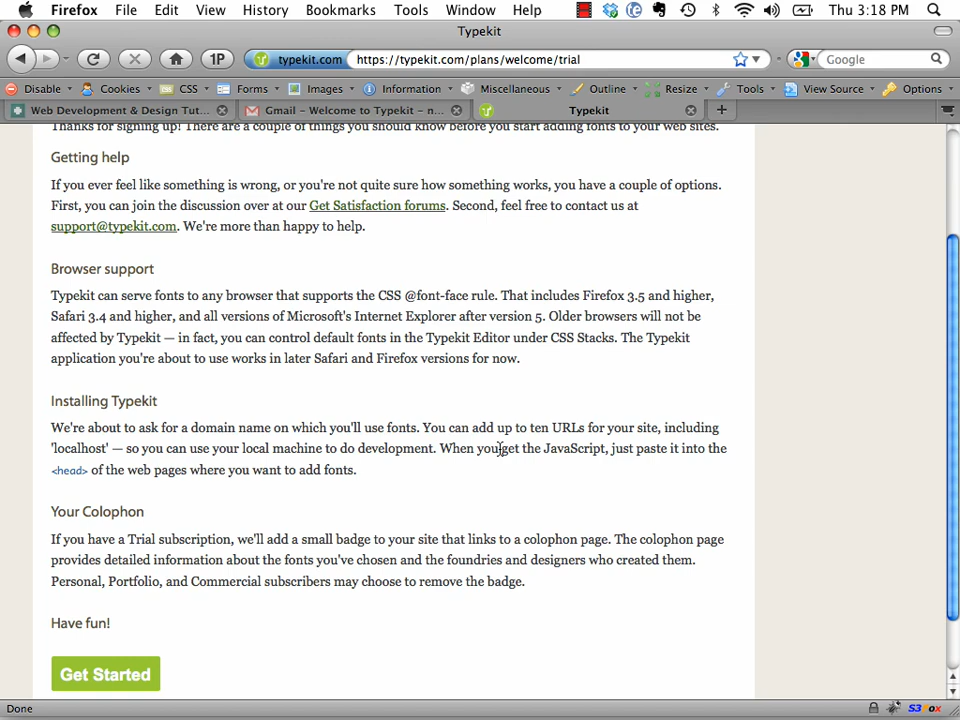 Firefox File Edit View History Bookmarks Tools Window Help Thu 3:18 PM
Typekit
1P typekit.com https://typekit.com/plans/welcome/trial Google
Disable Cookies CSS Forms Images Information Miscellaneous Outline Resize Tools View Source Options
Web Development & Design Tut... Gmail - Welcome to Typekit - n... Typekit
Thanks for signing up! There are a couple of things you should know before you start adding fonts to your web sites.
Getting help
If you ever feel like something is wrong, or you're not quite sure how something works, you have a couple of options.
First, you can join the discussion over at our Get Satisfaction forums. Second, feel free to contact us at
support@typekit.com. We're more than happy to help.
Browser support
Typekit can serve fonts to any browser that supports the CSS @font-face rule. That includes Firefox 3.5 and higher,
Safari 3.4 and higher, and all versions of Microsoft's Internet Explorer after version 5. Older browsers will not be
affected by Typekit — in fact, you can control default fonts in the Typekit Editor under CSS Stacks. The Typekit
application you're about to use works in later Safari and Firefox versions for now.
Installing Typekit
We're about to ask for a domain name on which you'll use fonts. You can add up to ten URLs for your site, including
'localhost' — so you can use your local machine to do development. When you get the JavaScript, just paste it into the
<head> of the web pages where you want to add fonts.
Your Colophon
If you have a Trial subscription, we'll add a small badge to your site that links to a colophon page. The colophon page
provides detailed information about the fonts you've chosen and the foundries and designers who created them.
Personal, Portfolio, and Commercial subscribers may choose to remove the badge.
Have fun!
Get Started
Done S3Fox